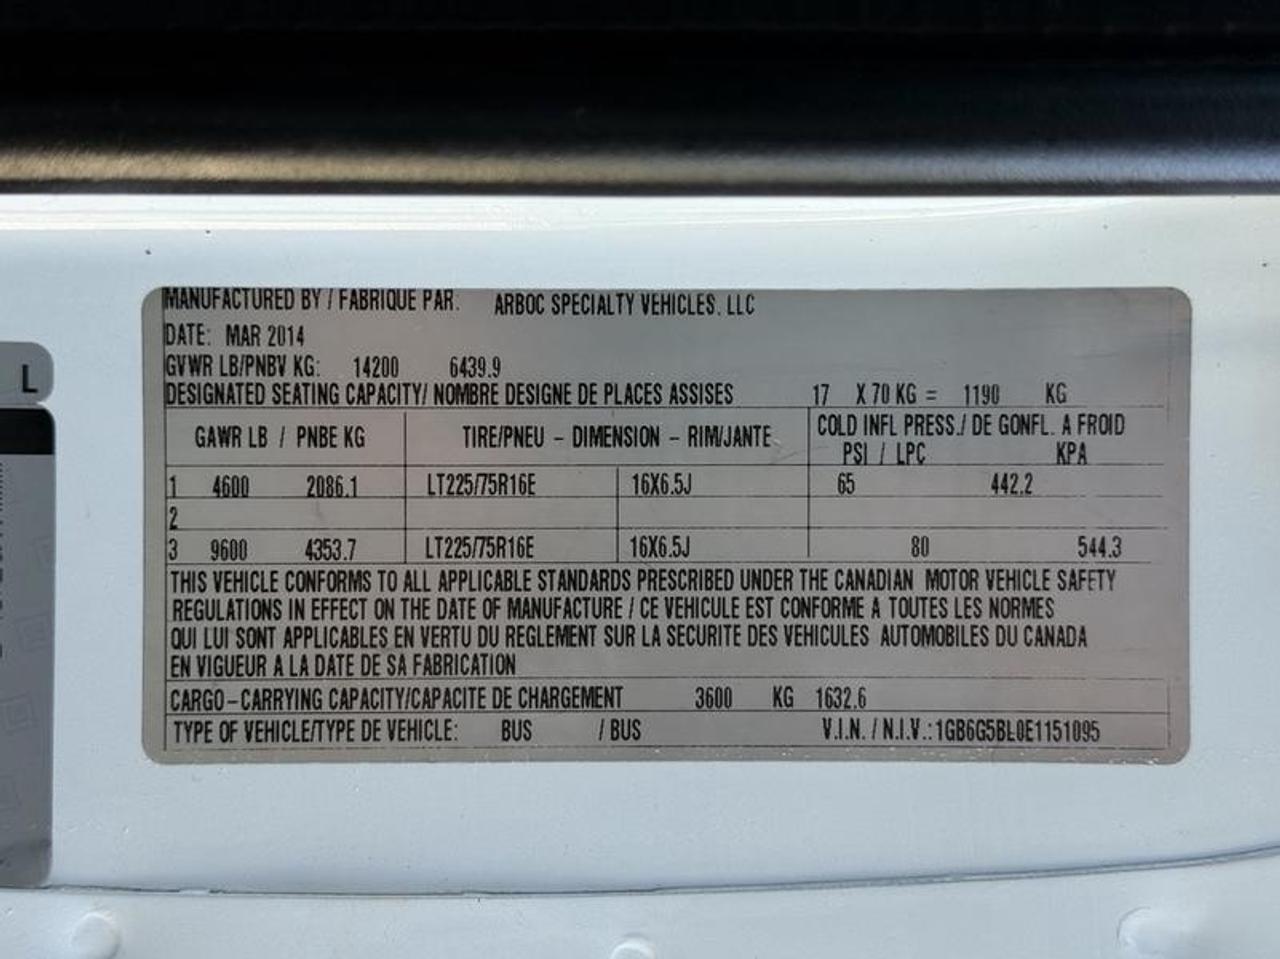 MANUFACTURED BY / FABRIQUE PAR: ARBOC SPECIALTY VEHICLES, LLC
DATE: MAR 2014
GVWR LB/PNBV KG: 14200 6439.9
DESIGNATED SEATING CAPACITY/ NOMBRE DESIGNE DE PLACES ASSISES 17 X 70 KG = 1190 KG
GAWR LB / PNBE KG TIRE/PNEU - DIMENSION - RIM/JANTE COLD INFL PRESS./ DE GONFL. A FROID
PSI / LPC KPA
1 4600 2086.1 LT225/75R16E 16X6.5J 65 442.2
2
3 9600 4353.7 LT225/75R16E 16X6.5J 80 544.3
THIS VEHICLE CONFORMS TO ALL APPLICABLE STANDARDS PRESCRIBED UNDER THE CANADIAN MOTOR VEHICLE SAFETY
REGULATIONS IN EFFECT ON THE DATE OF MANUFACTURE / CE VEHICULE EST CONFORME A TOUTES LES NORMES
QUI LUI SONT APPLICABLES EN VERTU DU REGLEMENT SUR LA SECURITE DES VEHICULES AUTOMOBILES DU CANADA
EN VIGUEUR A LA DATE DE SA FABRICATION
CARGO-CARRYING CAPACITY/CAPACITE DE CHARGEMENT 3600 KG 1632.6
TYPE OF VEHICLE/TYPE DE VEHICLE: BUS / BUS V.I.N. / N.I.V.: 1GB6G5BL0E1151095
L